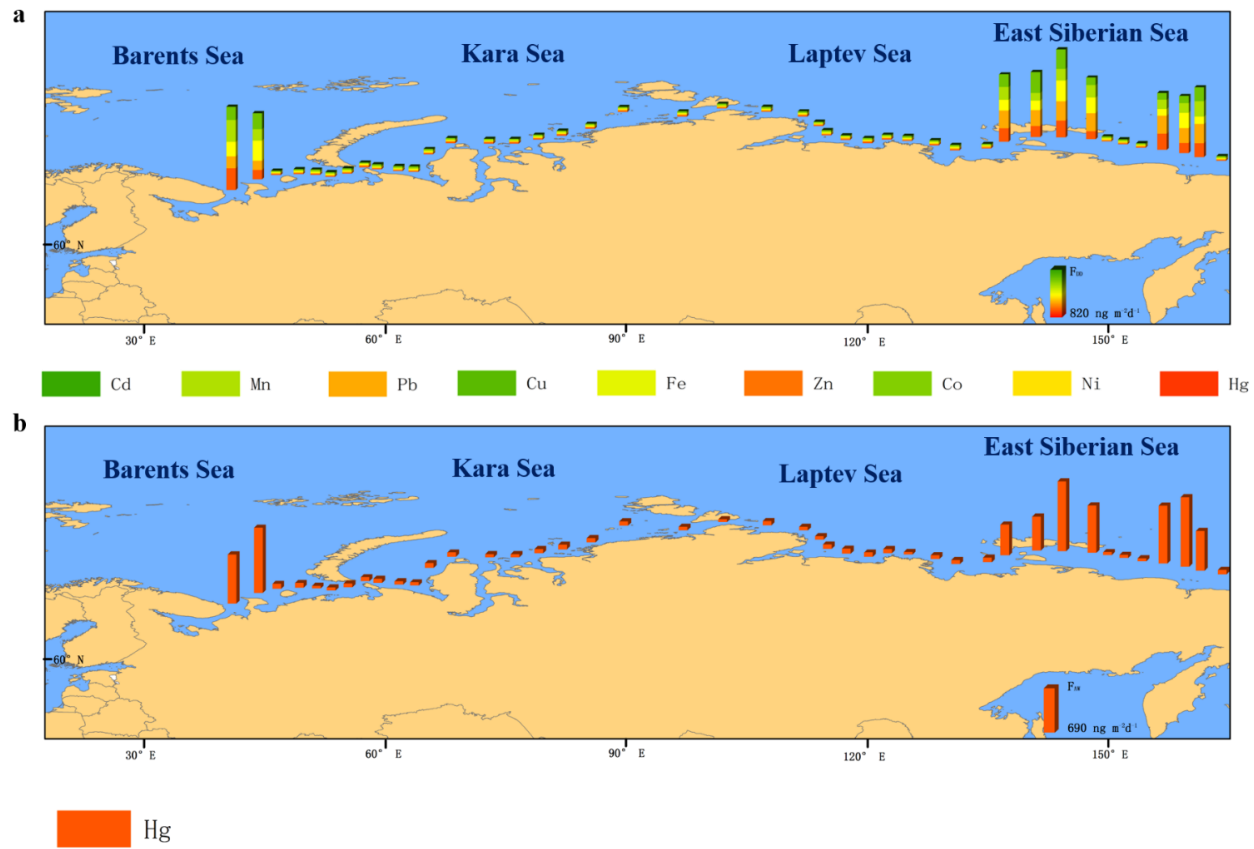 a
East Siberian Sea
Barents Sea
Kara Sea
Laptev Sea
60° N
820 ng m⁻²d⁻¹
30° E
60° E
90° E
120° E
150° E
Cd Mn Pb Cu Fe Zn Co Ni Hg
b
East Siberian Sea
Barents Sea
Kara Sea
Laptev Sea
60° N
690 ng m⁻²d⁻¹
30° E
60° E
90° E
120° E
150° E
Hg